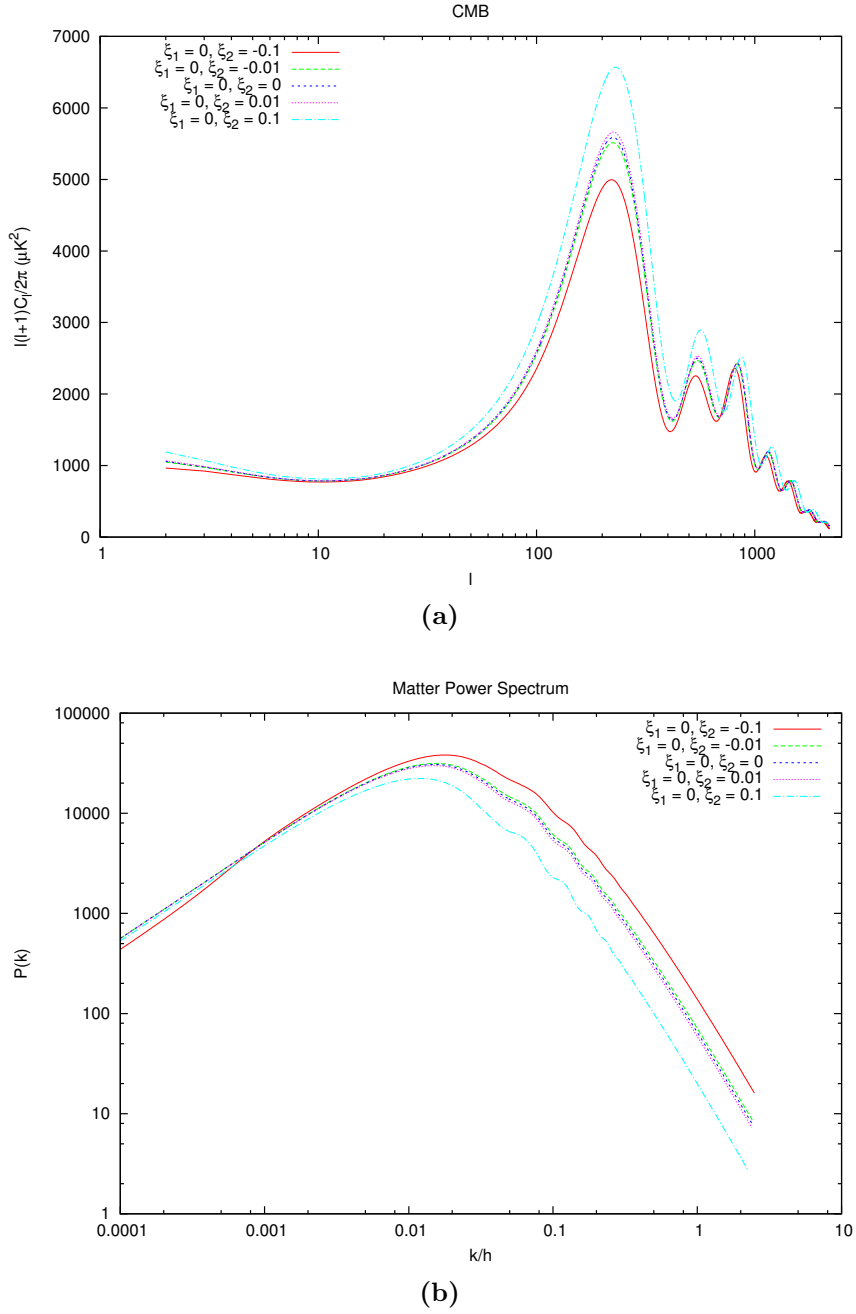 CMB
7000
6000
5000
4000
3000
2000
1000
0
l(l+1)C_l/2π (μK²)
ξ₁ = 0, ξ₂ = -0.1
ξ₁ = 0, ξ₂ = -0.01
ξ₁ = 0, ξ₂ = 0
ξ₁ = 0, ξ₂ = 0.01
ξ₁ = 0, ξ₂ = 0.1
1 10 100 1000
l
(a)
Matter Power Spectrum
100000
10000
1000
100
10
1
P(k)
ξ₁ = 0, ξ₂ = -0.1
ξ₁ = 0, ξ₂ = -0.01
ξ₁ = 0, ξ₂ = 0
ξ₁ = 0, ξ₂ = 0.01
ξ₁ = 0, ξ₂ = 0.1
0.0001 0.001 0.01 0.1 1 10
k/h
(b)